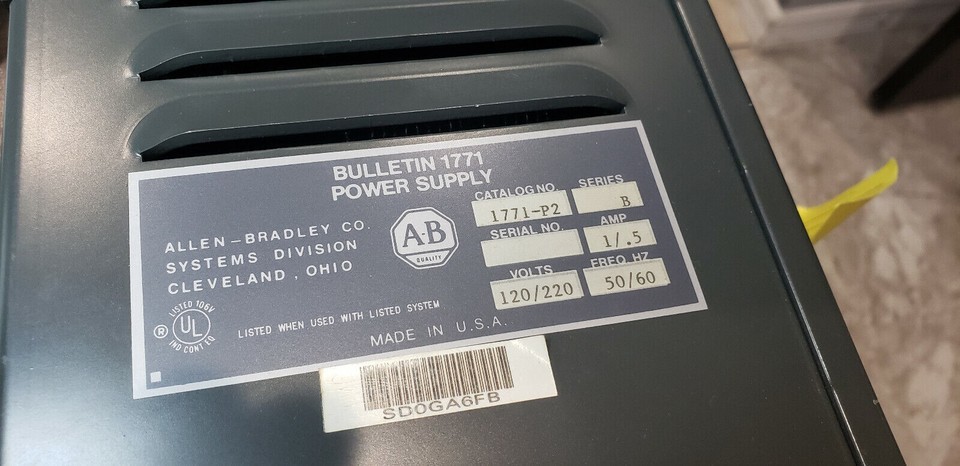 BULLETIN 1771
POWER SUPPLY
ALLEN-BRADLEY CO.
SYSTEMS DIVISION
CLEVELAND, OHIO
A·B
QUALITY
CATALOG NO.
1771-P2
SERIES
B
SERIAL NO.
AMP
1/.5
VOLTS
120/220
FREQ. HZ
50/60
LISTED 106V
UL
®
IND CONT EQ
LISTED WHEN USED WITH LISTED SYSTEM
MADE IN U.S.A.
SD0GA6FB